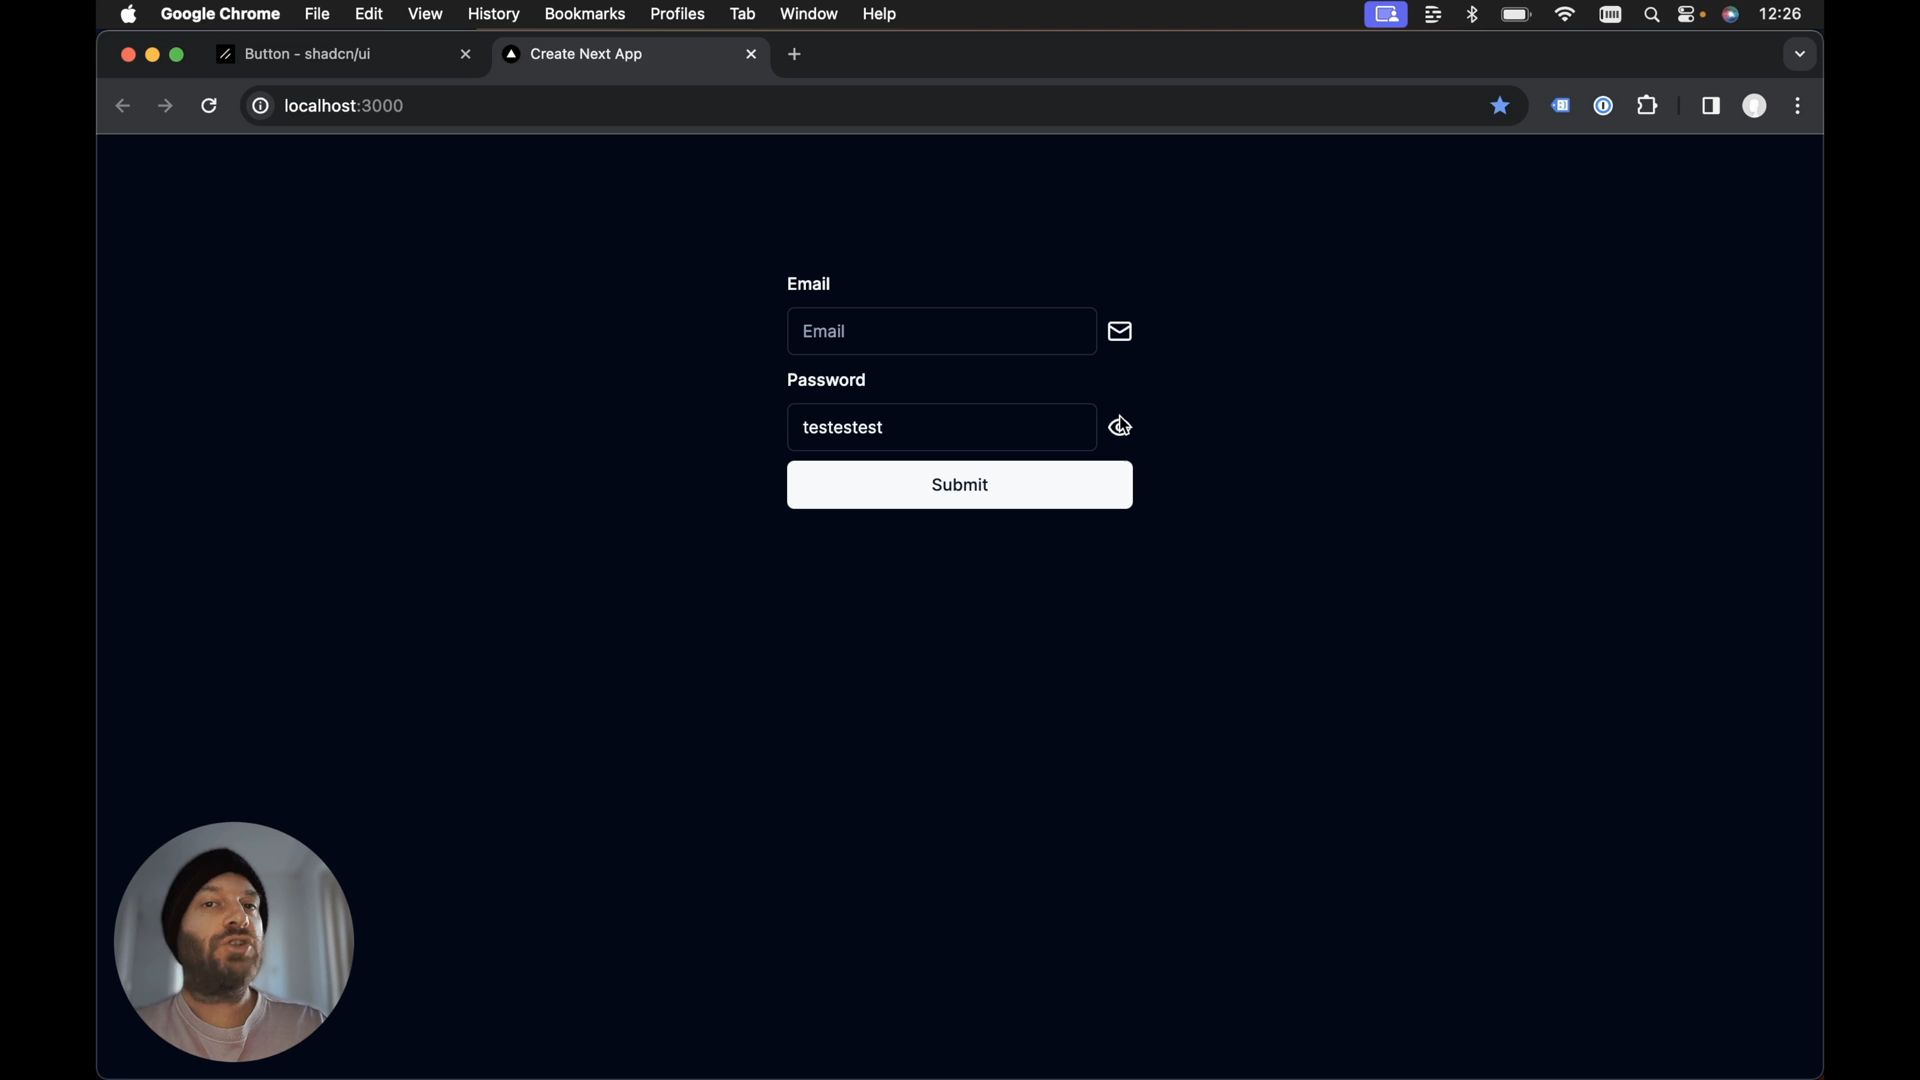 Google Chrome File Edit View History Bookmarks Profiles Tab Window Help 12:26
Button - shadcn/ui Create Next App
localhost:3000
Email
Email
Password
testestest
Submit